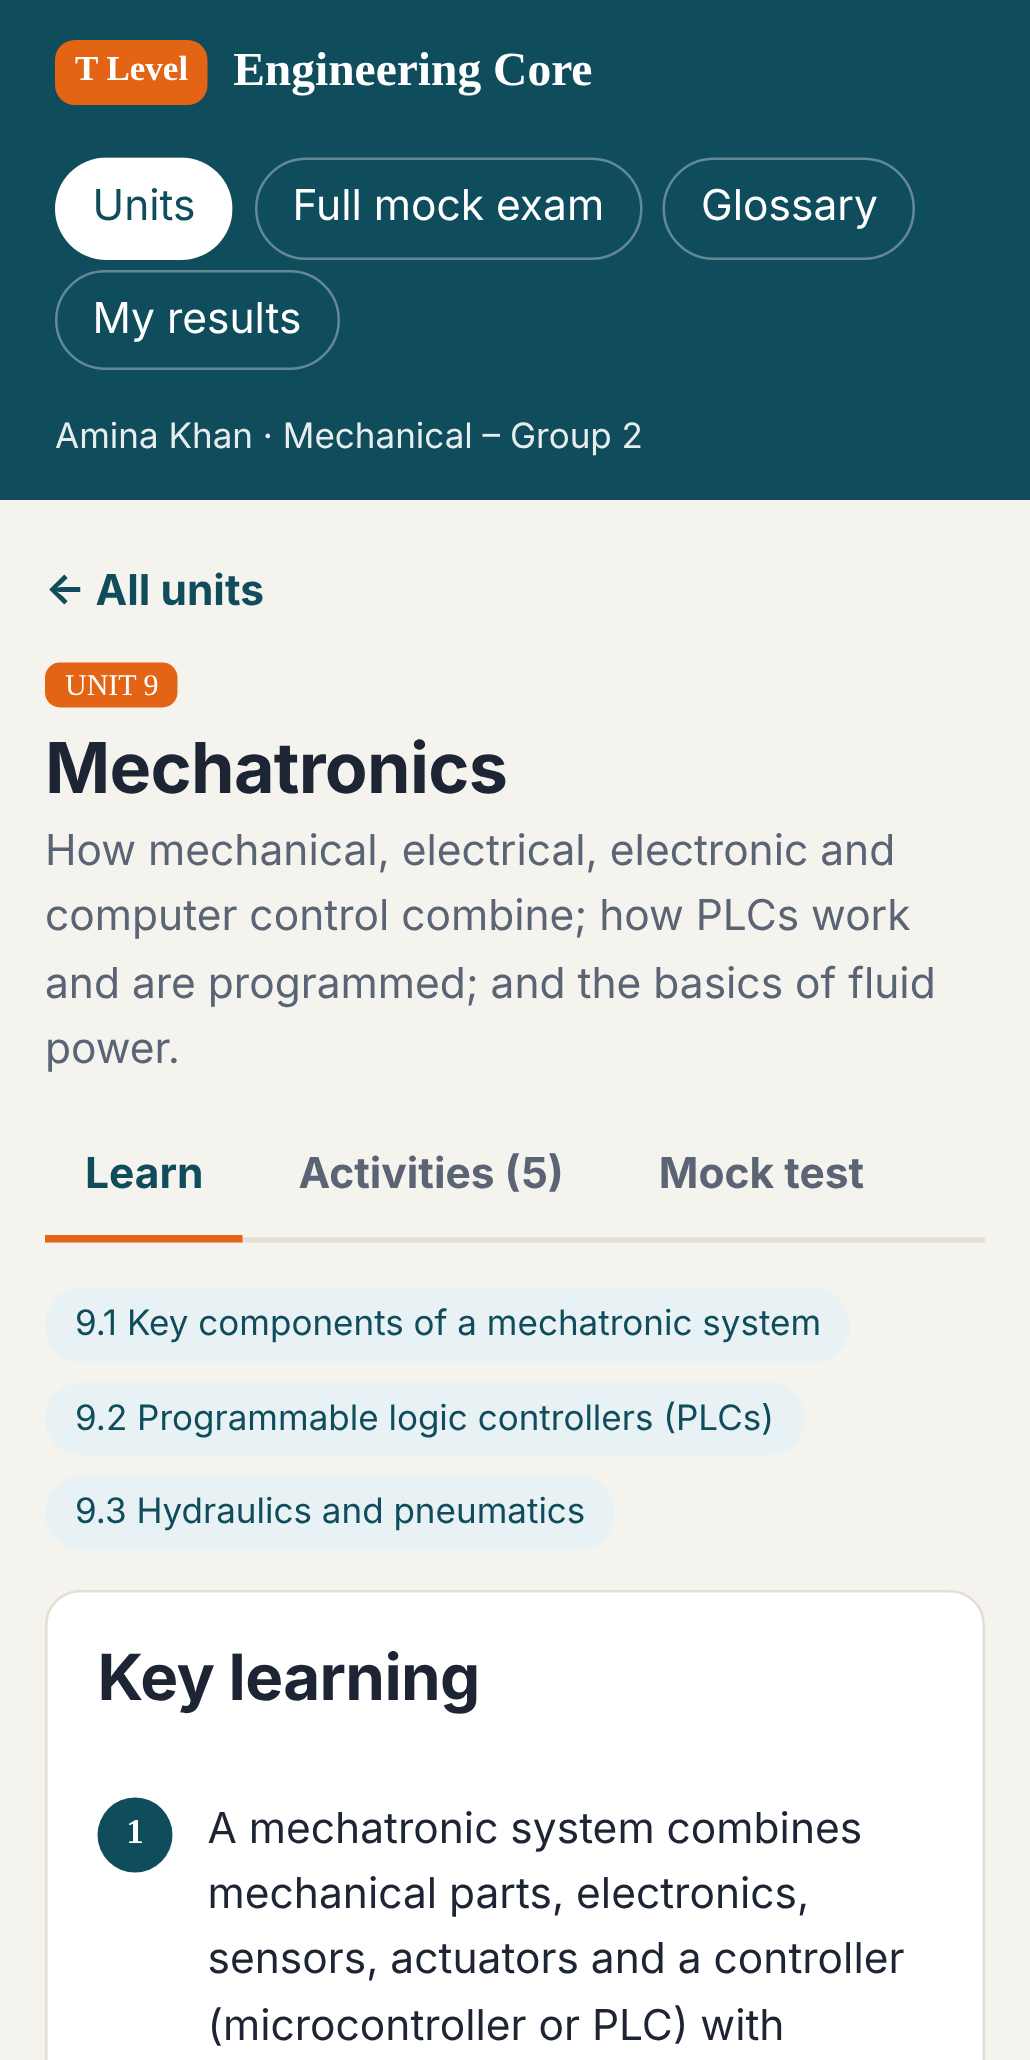 T Level Engineering Core
Units Full mock exam Glossary
My results
Amina Khan · Mechanical – Group 2
← All units
UNIT 9
Mechatronics
How mechanical, electrical, electronic and
computer control combine; how PLCs work
and are programmed; and the basics of fluid
power.
Learn Activities (5) Mock test
9.1 Key components of a mechatronic system
9.2 Programmable logic controllers (PLCs)
9.3 Hydraulics and pneumatics
Key learning
1 A mechatronic system combines
mechanical parts, electronics,
sensors, actuators and a controller
(microcontroller or PLC) with